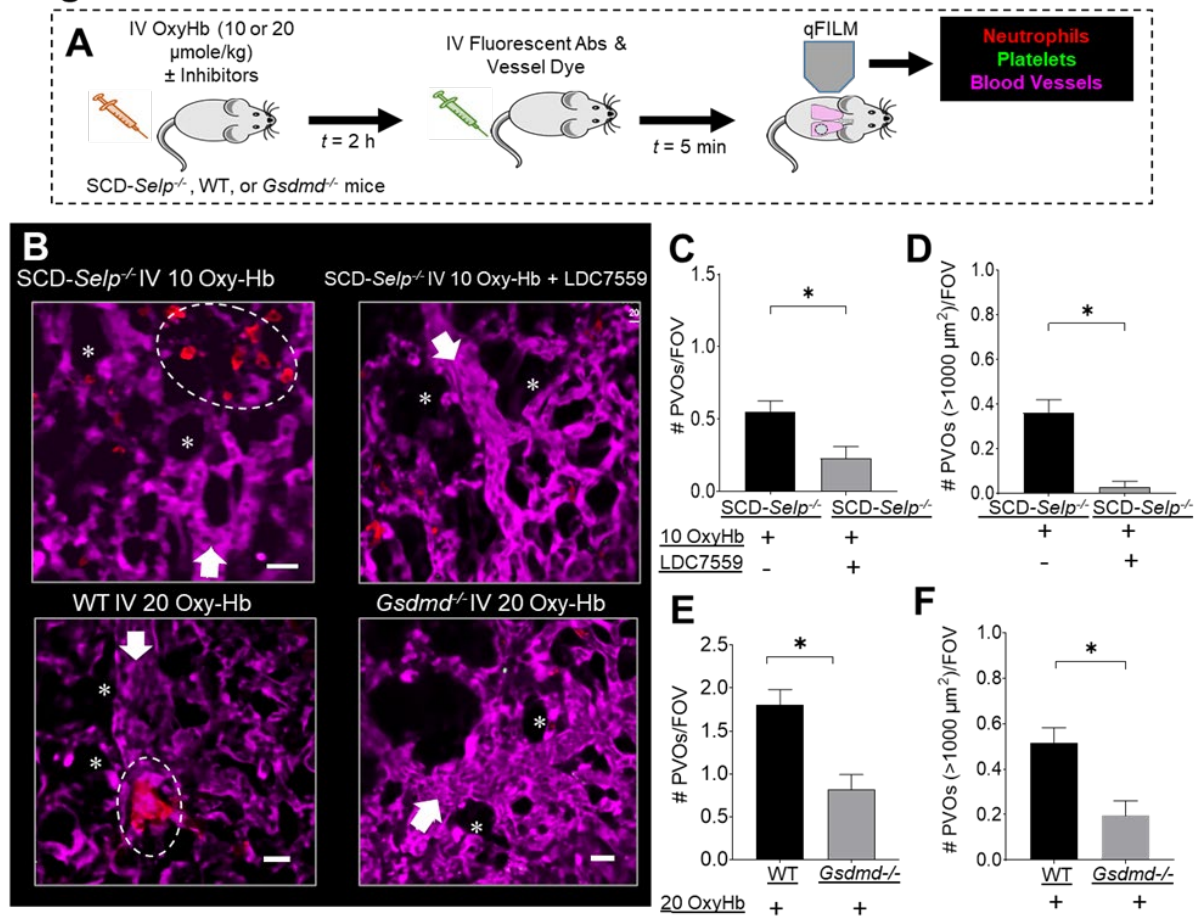 A
IV OxyHb (10 or 20
µmole/kg)
± Inhibitors
t = 2 h
SCD-Selp-/-, WT, or Gsdmd-/- mice
IV Fluorescent Abs &
Vessel Dye
t = 5 min
qFILM
Neutrophils
Platelets
Blood Vessels
B
SCD-Selp-/- IV 10 Oxy-Hb
*
*
SCD-Selp-/- IV 10 Oxy-Hb + LDC7559
20
*
*
WT IV 20 Oxy-Hb
*
*
Gsdmd-/- IV 20 Oxy-Hb
*
*
C
# PVOs/FOV
1.5
1.0
0.5
0.0
*
SCD-Selp-/- SCD-Selp-/-
10 OxyHb + +
LDC7559 - +
D
# PVOs (>1000 µm2)/FOV
1.0
0.8
0.6
0.4
0.2
0.0
*
SCD-Selp-/- SCD-Selp-/-
+ +
- +
E
# PVOs/FOV
2.5
2.0
1.5
1.0
0.5
0.0
*
WT Gsdmd-/-
20 OxyHb + +
F
# PVOs (>1000 µm2)/FOV
1.0
0.8
0.6
0.4
0.2
0.0
*
WT Gsdmd-/-
+ +